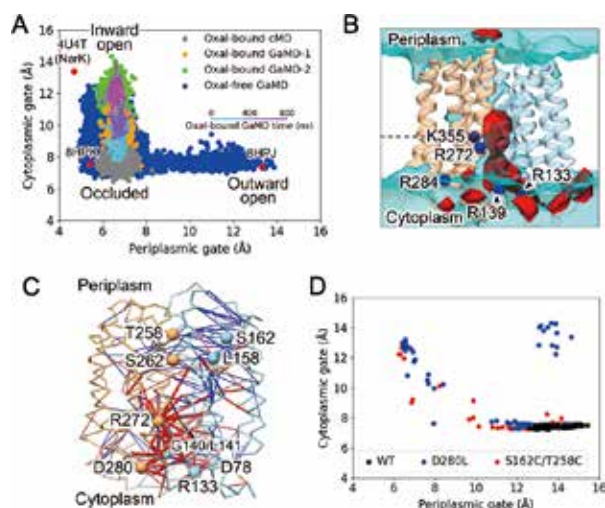 A
4U4T
(NarK)
Inward
open
Oxal-bound cMD
Oxal-bound GaMD-1
Oxal-bound GaMD-2
Oxal-free GaMD
0 400 800
Oxal-bound GaMD time (ns)
8HPJ
Occluded
Outward
open
16
14
12
10
8
6
4
4 6 8 10 12 14 16
Cytoplasmic gate (Å)
Periplasmic gate (Å)
B
Periplasm
K355
R272
R284
R133
R139
Cytoplasm
C
Periplasm
T258
S162
S262
L158
R272
G140/L141
D280
D78
R133
Cytoplasm
D
16
14
12
10
8
6
4
4 6 8 10 12 14 16
Cytoplasmic gate (Å)
WT D280L S162C/T258C
Periplasmic gate (Å)